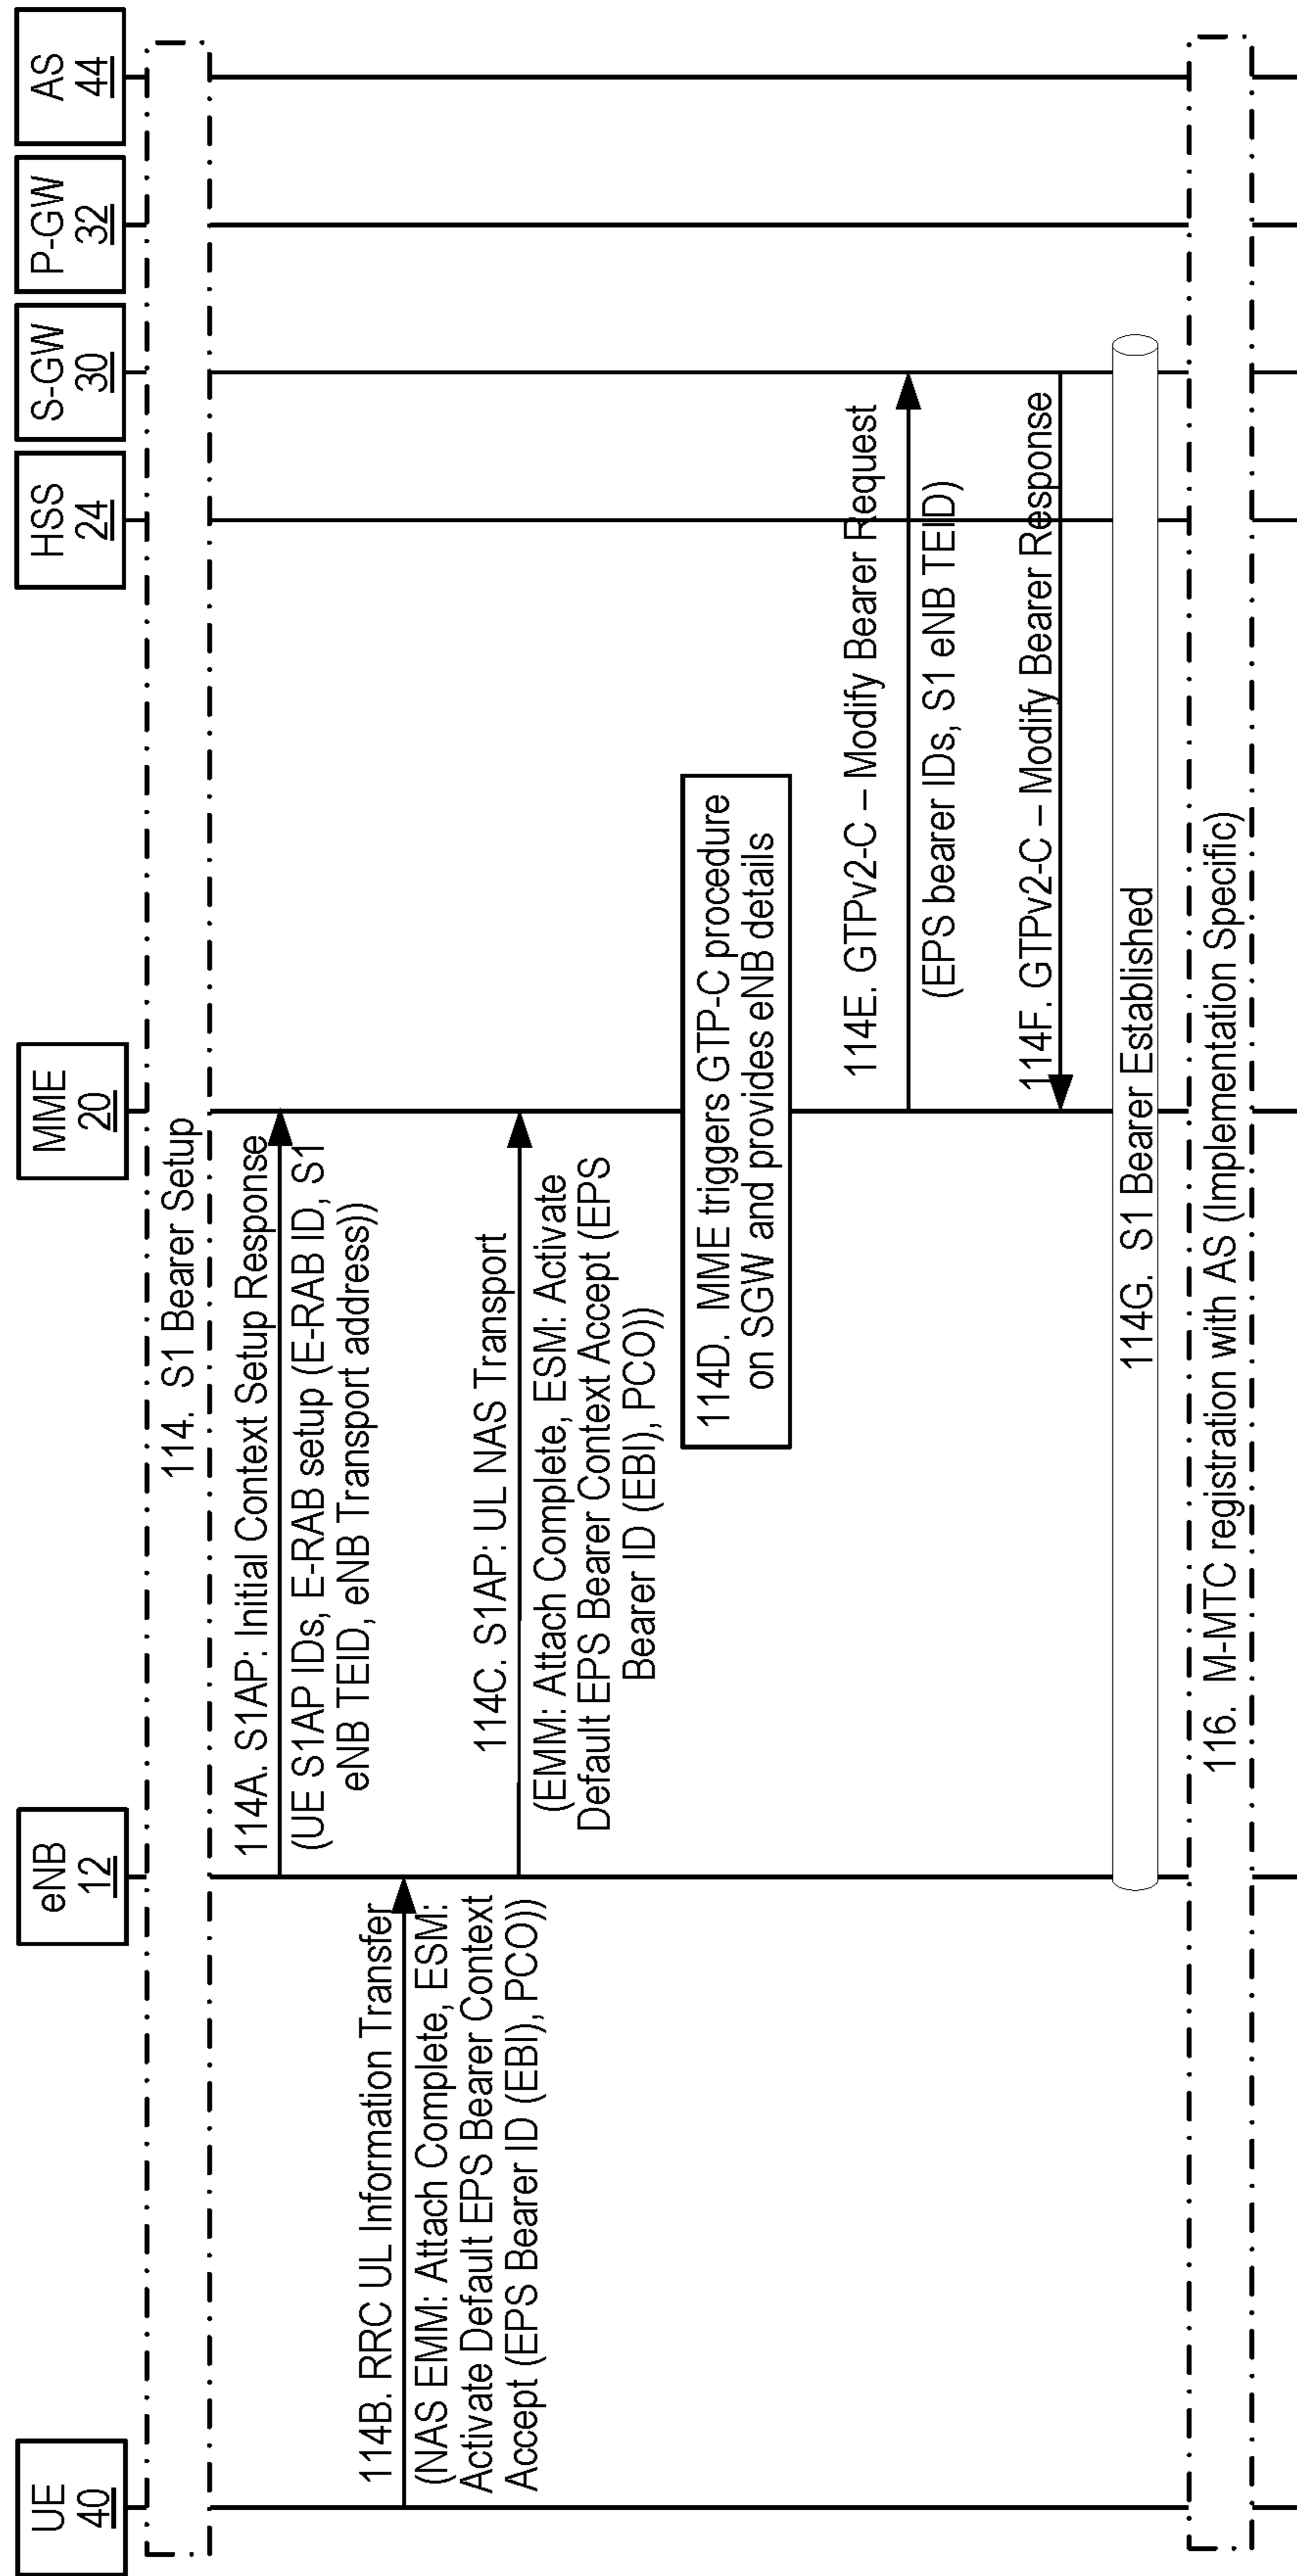 UE
40
eNB
12
MME
20
HSS
24
S-GW
30
P-GW
32
AS
44
114. S1 Bearer Setup
114A. S1AP: Initial Context Setup Response
(UE S1AP IDs, E-RAB setup (E-RAB ID, S1
eNB TEID, eNB Transport address))
114B. RRC UL Information Transfer
(NAS EMM: Attach Complete, ESM:
Activate Default EPS Bearer Context
Accept (EPS Bearer ID (EBI), PCO))
114C. S1AP: UL NAS Transport
(EMM: Attach Complete, ESM: Activate
Default EPS Bearer Context Accept (EPS
Bearer ID (EBI), PCO))
114D. MME triggers GTP-C procedure
on SGW and provides eNB details
114E. GTPv2-C – Modify Bearer Request
(EPS bearer IDs, S1 eNB TEID)
114F. GTPv2-C – Modify Bearer Response
114G. S1 Bearer Established
116. M-MTC registration with AS (Implementation Specific)